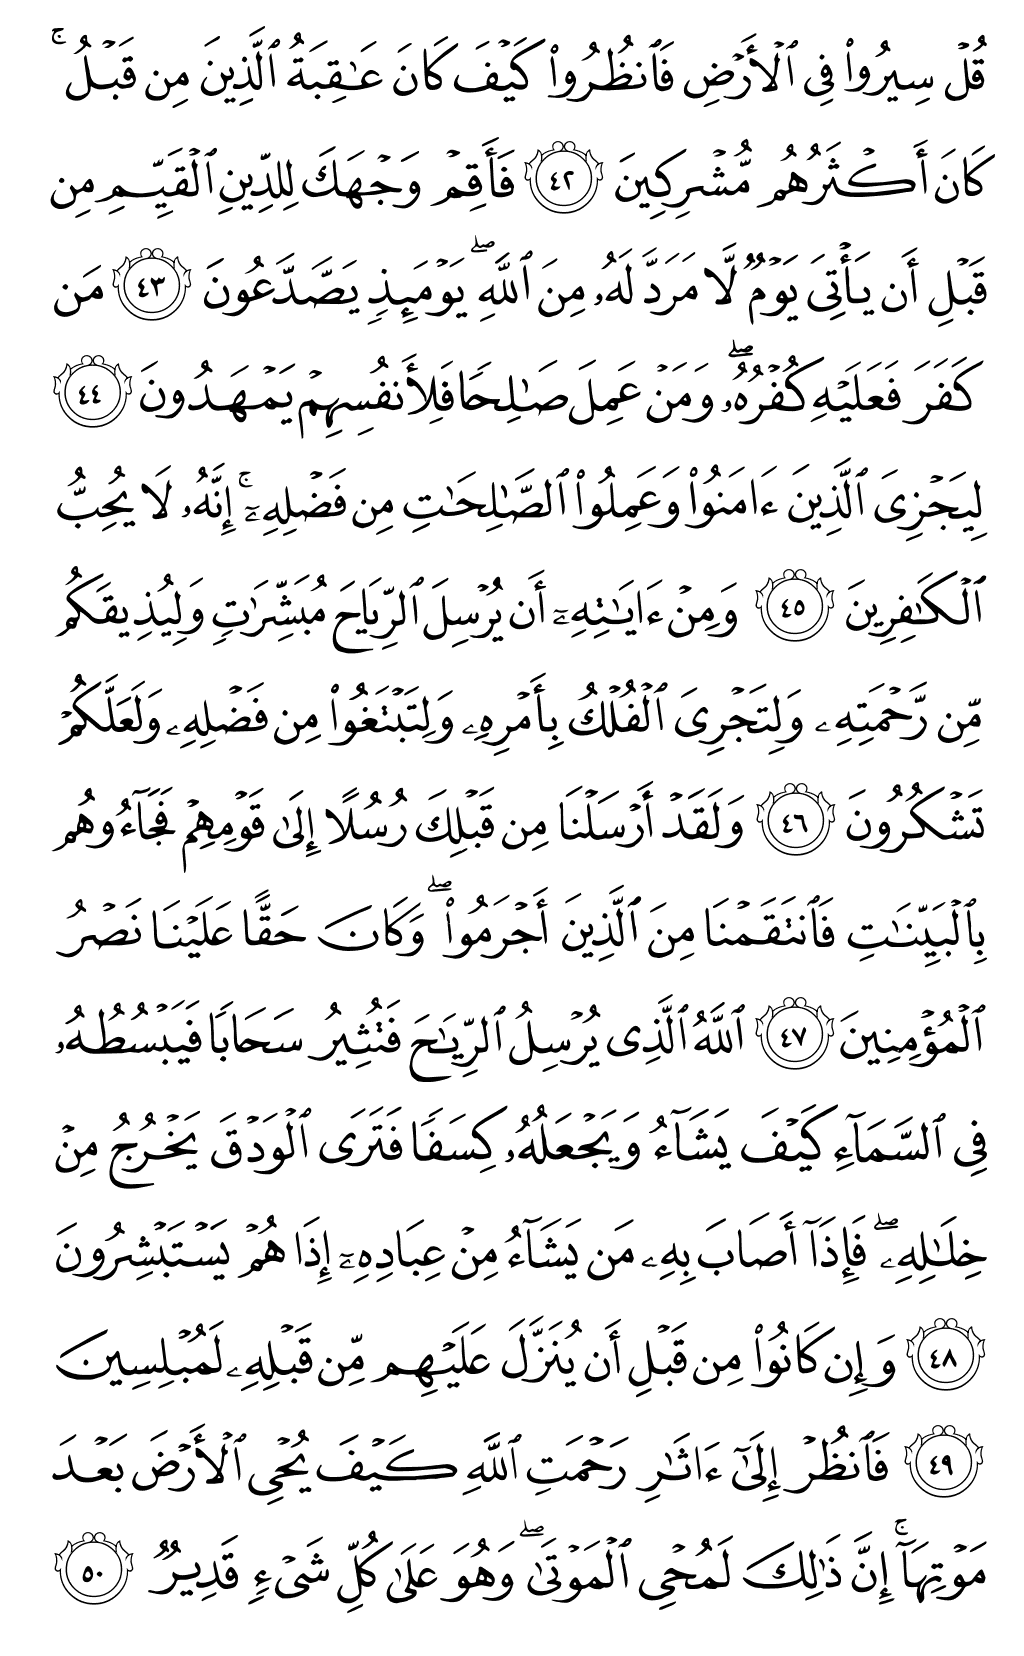 قُلۡ سِيرُواْ فِي ٱلۡأَرۡضِ فَٱنظُرُواْ كَيۡفَ كَانَ عَٰقِبَةُ ٱلَّذِينَ مِن قَبۡلُۚ
كَانَ أَكۡثَرُهُم مُّشۡرِكِينَ ٤٢ فَأَقِمۡ وَجۡهَكَ لِلدِّينِ ٱلۡقَيِّمِ مِن
قَبۡلِ أَن يَأۡتِيَ يَوۡمٞ لَّا مَرَدَّ لَهُۥ مِنَ ٱللَّهِۖ يَوۡمَئِذٖ يَصَّدَّعُونَ ٤٣ مَن
كَفَرَ فَعَلَيۡهِ كُفۡرُهُۥۖ وَمَنۡ عَمِلَ صَٰلِحٗا فَلِأَنفُسِهِمۡ يَمۡهَدُونَ ٤٤
لِيَجۡزِيَ ٱلَّذِينَ ءَامَنُواْ وَعَمِلُواْ ٱلصَّٰلِحَٰتِ مِن فَضۡلِهِۦٓۚ إِنَّهُۥ لَا يُحِبُّ
ٱلۡكَٰفِرِينَ ٤٥ وَمِنۡ ءَايَٰتِهِۦٓ أَن يُرۡسِلَ ٱلرِّيَاحَ مُبَشِّرَٰتٖ وَلِيُذِيقَكُم
مِّن رَّحۡمَتِهِۦ وَلِتَجۡرِيَ ٱلۡفُلۡكُ بِأَمۡرِهِۦ وَلِتَبۡتَغُواْ مِن فَضۡلِهِۦ وَلَعَلَّكُمۡ
تَشۡكُرُونَ ٤٦ وَلَقَدۡ أَرۡسَلۡنَا مِن قَبۡلِكَ رُسُلًا إِلَىٰ قَوۡمِهِمۡ فَجَآءُوهُم
بِٱلۡبَيِّنَٰتِ فَٱنتَقَمۡنَا مِنَ ٱلَّذِينَ أَجۡرَمُواْۖ وَكَانَ حَقًّا عَلَيۡنَا نَصۡرُ
ٱلۡمُؤۡمِنِينَ ٤٧ ٱللَّهُ ٱلَّذِي يُرۡسِلُ ٱلرِّيَٰحَ فَتُثِيرُ سَحَابٗا فَيَبۡسُطُهُۥ
فِي ٱلسَّمَآءِ كَيۡفَ يَشَآءُ وَيَجۡعَلُهُۥ كِسَفٗا فَتَرَى ٱلۡوَدۡقَ يَخۡرُجُ مِنۡ
خِلَٰلِهِۦۖ فَإِذَآ أَصَابَ بِهِۦ مَن يَشَآءُ مِنۡ عِبَادِهِۦٓ إِذَا هُمۡ يَسۡتَبۡشِرُونَ
٤٨ وَإِن كَانُواْ مِن قَبۡلِ أَن يُنَزَّلَ عَلَيۡهِم مِّن قَبۡلِهِۦ لَمُبۡلِسِينَ
٤٩ فَٱنظُرۡ إِلَىٰٓ ءَاثَٰرِ رَحۡمَتِ ٱللَّهِ كَيۡفَ يُحۡيِ ٱلۡأَرۡضَ بَعۡدَ
مَوۡتِهَآۚ إِنَّ ذَٰلِكَ لَمُحۡيِ ٱلۡمَوۡتَىٰۖ وَهُوَ عَلَىٰ كُلِّ شَيۡءٖ قَدِيرٞ ٥٠